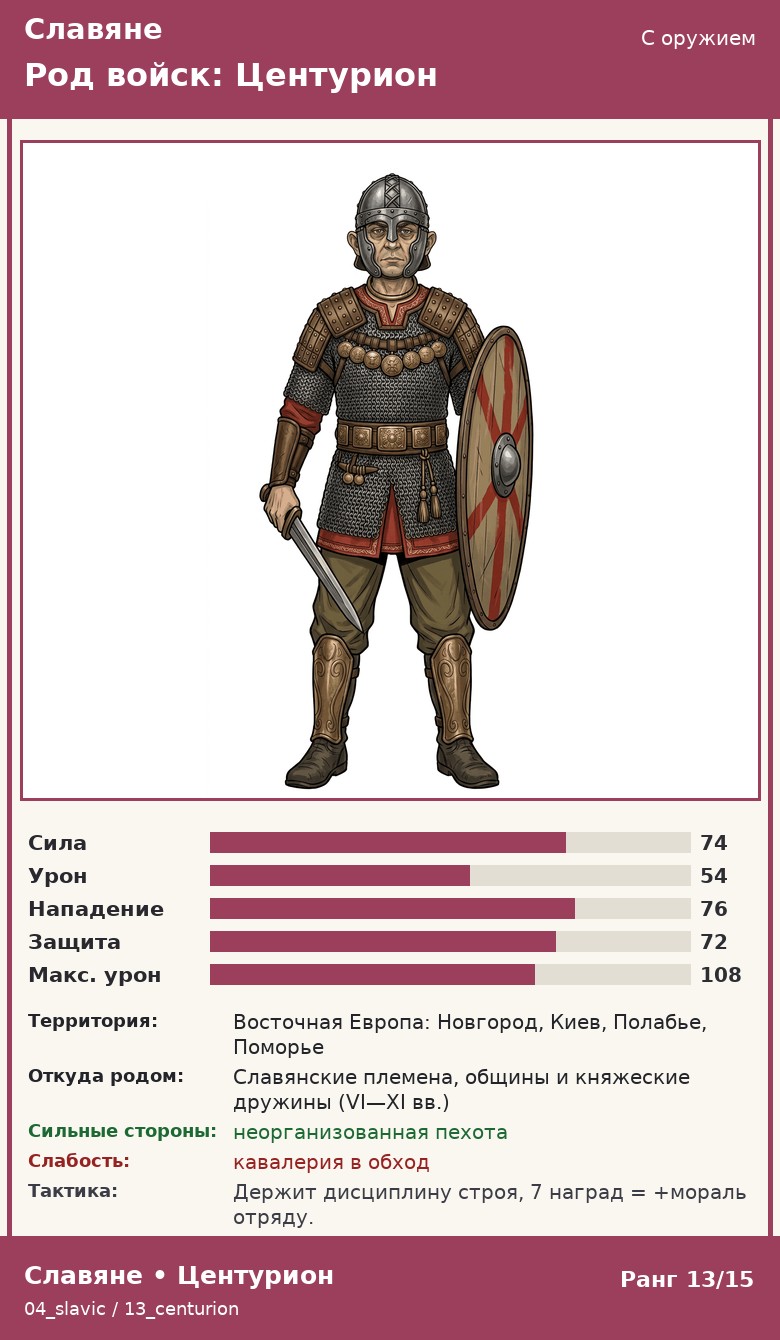 Славяне
С оружием
Род войск: Центурион
Сила 74
Урон 54
Нападение 76
Защита 72
Макс. урон 108
Территория: Восточная Европа: Новгород, Киев, Полабье,
Поморье
Откуда родом: Славянские племена, общины и княжеские
дружины (VI—XI вв.)
Сильные стороны: неорганизованная пехота
Слабость: кавалерия в обход
Тактика: Держит дисциплину строя, 7 наград = +мораль
отряду.
Славяне • Центурион
Ранг 13/15
04_slavic / 13_centurion